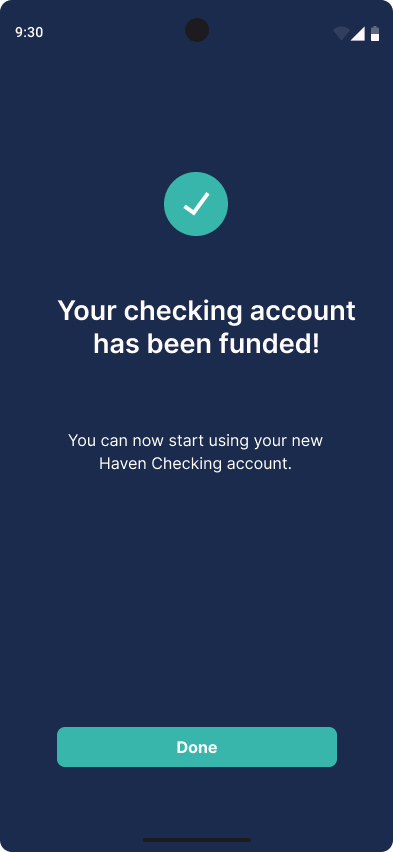 9:30
Your checking account
has been funded!
You can now start using your new
Haven Checking account.
Done